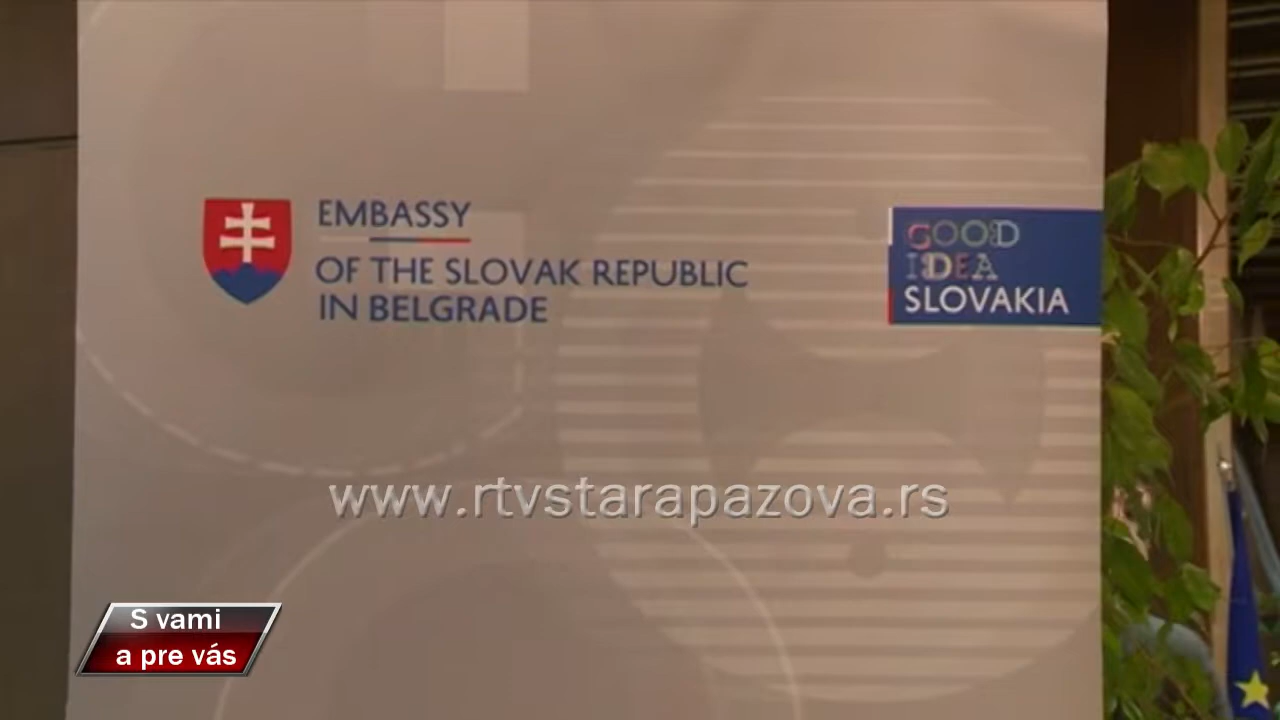 EMBASSY
OF THE SLOVAK REPUBLIC
IN BELGRADE
GOOD
IDEA
SLOVAKIA
www.rtvstarapazova.rs
S vami
a pre vás